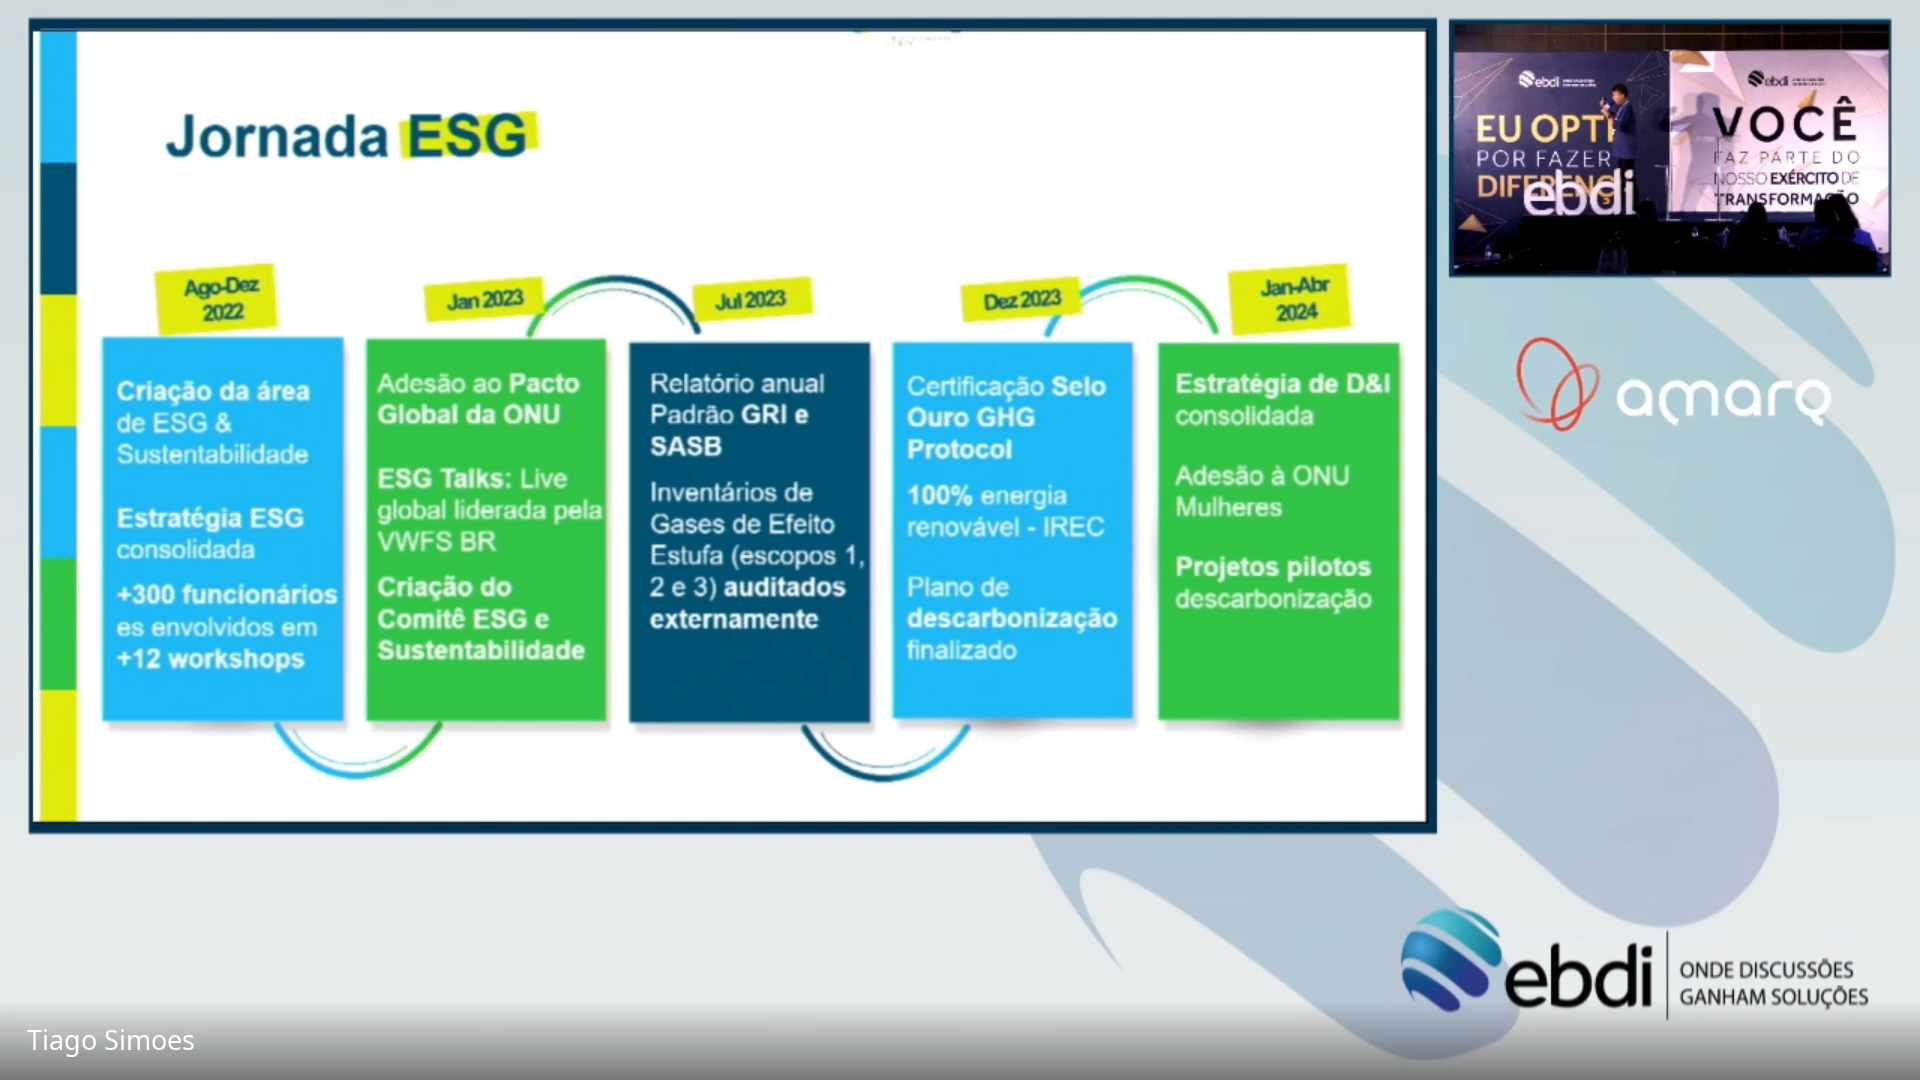 Jornada ESG
Ago-Dez
2022
Criação da área
de ESG &
Sustentabilidade
Estratégia ESG
consolidada
+300 funcionários
es envolvidos em
+12 workshops
Jan 2023
Adesão ao Pacto
Global da ONU
ESG Talks: Live
global liderada pela
VWFS BR
Criação do
Comitê ESG e
Sustentabilidade
Jul 2023
Relatório anual
Padrão GRI e
SASB
Inventários de
Gases de Efeito
Estufa (escopos 1,
2 e 3) auditados
externamente
Dez 2023
Certificação Selo
Ouro GHG
Protocol
100% energia
renovável - IREC
Plano de
descarbonização
finalizado
Jan-Abr
2024
Estratégia de D&I
consolidada
Adesão à ONU
Mulheres
Projetos pilotos
descarbonização
ebdi
EU OPT
POR FAZER
DIFERENÇ
ebdi
ebdi
VOCÊ
FAZ PARTE DO
NOSSO EXÉRCITO DE
TRANSFORMAÇÃO
amarq
ebdi
ONDE DISCUSSÕES
GANHAM SOLUÇÕES
Tiago Simoes